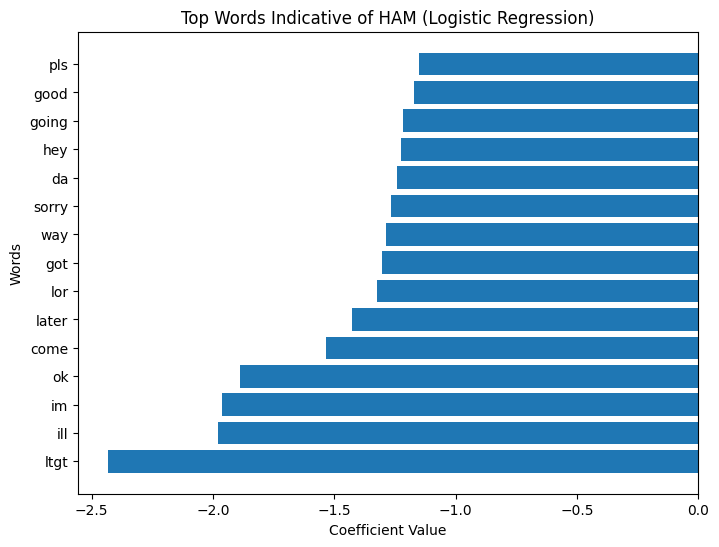 Top Words Indicative of HAM (Logistic Regression)
Words
pls
good
going
hey
da
sorry
way
got
lor
later
come
ok
im
ill
ltgt
−2.5 −2.0 −1.5 −1.0 −0.5 0.0
Coefficient Value